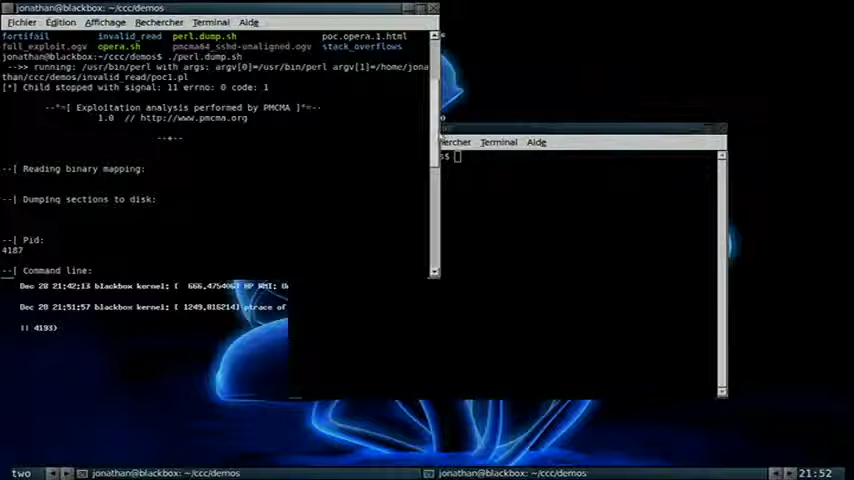 jonathan@blackbox: ~/ccc/demos
Fichier Édition Affichage Rechercher Terminal Aide
fortifail invalid_read perl.dump.sh poc.opera.1.html
full_exploit.ogv opera.sh pmcma64_sshd-unaligned.ogv stack_overflows
jonathan@blackbox:~/ccc/demos$ ./perl.dump.sh
-->> running: /usr/bin/perl with args: argv[0]=/usr/bin/perl argv[1]=/home/jona
than/ccc/demos/invalid_read/poc1.pl
[*] Child stopped with signal: 11 errno: 0 code: 1
--"=[ Exploitation analysis performed by PMCMA ]"=--
1.0 // http://www.pmcma.org
--+--
--[ Reading binary mapping:
--[ Dumping sections to disk:
--[ Pid:
4187
--[ Command line:
rcher Terminal Aide
s$
Dec 28 21:42:13 blackbox kernel: [ 666.475406] HP WMI:
Dec 28 21:51:57 blackbox kernel: [ 1249.816214] ptrace of
|| 4193)
two jonathan@blackbox: ~/ccc/demos jonathan@blackbox: ~/ccc/demos 21:52